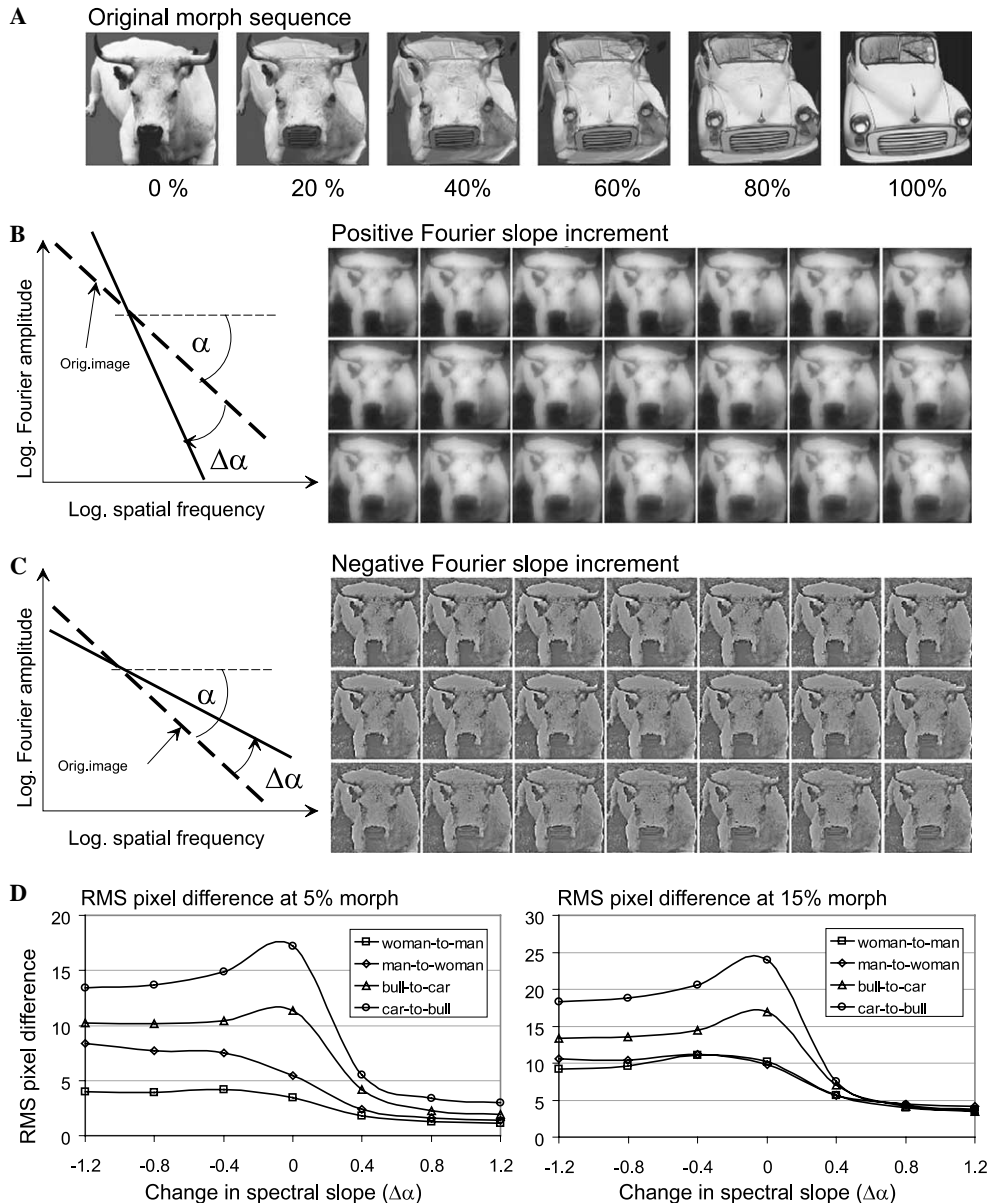 A
Original morph sequence
0 %
20 %
40%
60%
80%
100%
B
Positive Fourier slope increment
Log. Fourier amplitude
Orig.image
α
Δα
Log. spatial frequency
C
Negative Fourier slope increment
Log. Fourier amplitude
α
Orig.image
Δα
Log. spatial frequency
D
RMS pixel difference at 5% morph
RMS pixel difference
20
15
10
5
0
woman-to-man
man-to-woman
bull-to-car
car-to-bull
-1.2 -0.8 -0.4 0 0.4 0.8 1.2
Change in spectral slope (Δα)
RMS pixel difference at 15% morph
30
25
20
15
10
5
0
woman-to-man
man-to-woman
bull-to-car
car-to-bull
-1.2 -0.8 -0.4 0 0.4 0.8 1.2
Change in spectral slope (Δα)